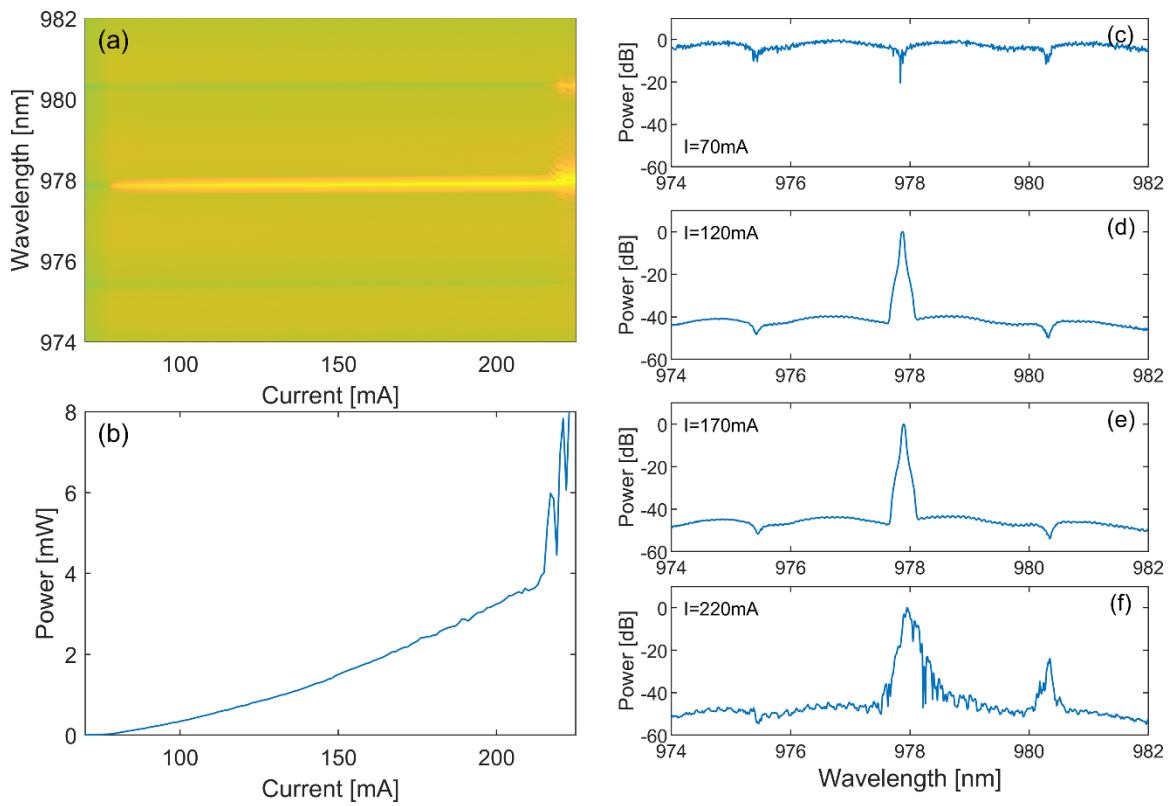 982
980
978
976
974
Wavelength [nm]
(a)
100
150
200
Current [mA]
8
6
4
2
0
Power [mW]
(b)
100
150
200
Current [mA]
0
-20
-40
-60
Power [dB]
(c)
I=70mA
974
976
978
980
982
0
-20
-40
-60
Power [dB]
I=120mA
(d)
974
976
978
980
982
0
-20
-40
-60
Power [dB]
I=170mA
(e)
974
976
978
980
982
0
-20
-40
-60
Power [dB]
I=220mA
(f)
974
976
978
980
982
Wavelength [nm]